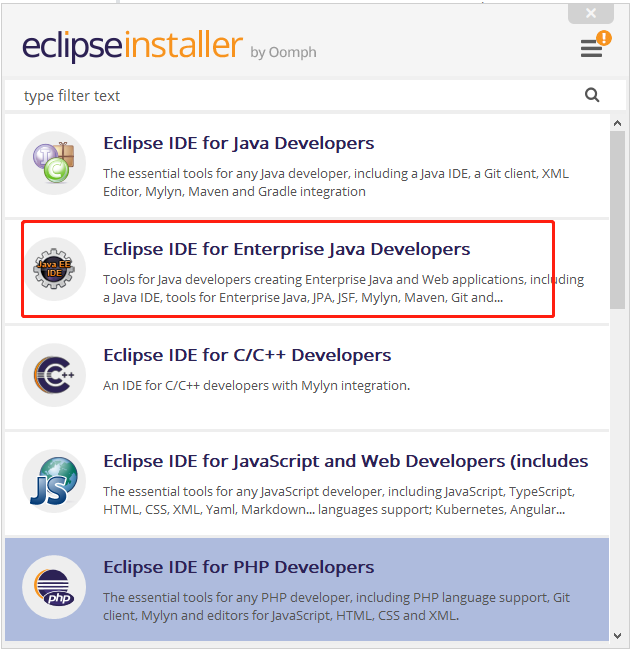 eclipseinstaller by Oomph
!
type filter text
Eclipse IDE for Java Developers
The essential tools for any Java developer, including a Java IDE, a Git client, XML
Editor, Mylyn, Maven and Gradle integration
J
C
Eclipse IDE for Enterprise Java Developers
Java EE
IDE
Tools for Java developers creating Enterprise Java and Web applications, including
a Java IDE, tools for Enterprise Java, JPA, JSF, Mylyn, Maven, Git and...
Eclipse IDE for C/C++ Developers
C++
An IDE for C/C++ developers with Mylyn integration.
Eclipse IDE for JavaScript and Web Developers (includes
JS
The essential tools for any JavaScript developer, including JavaScript, TypeScript,
HTML, CSS, XML, Yaml, Markdown... languages support; Kubernetes, Angular...
Eclipse IDE for PHP Developers
php
The essential tools for any PHP developer, including PHP language support, Git
client, Mylyn and editors for JavaScript, HTML, CSS and XML.